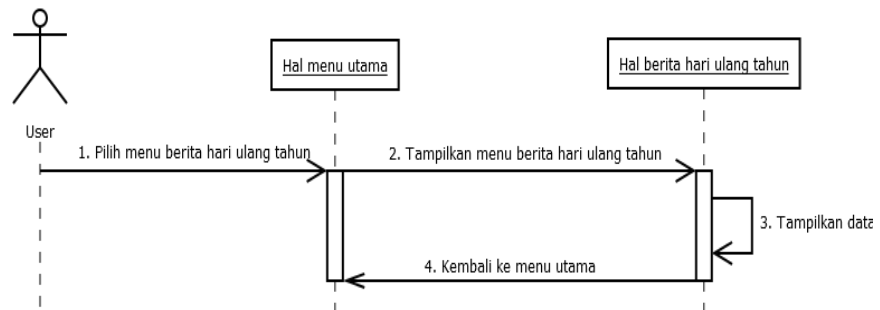 Hal menu utama
Hal berita hari ulang tahun
User
1. Pilih menu berita hari ulang tahun
2. Tampilkan menu berita hari ulang tahun
3. Tampilkan data
4. Kembali ke menu utama